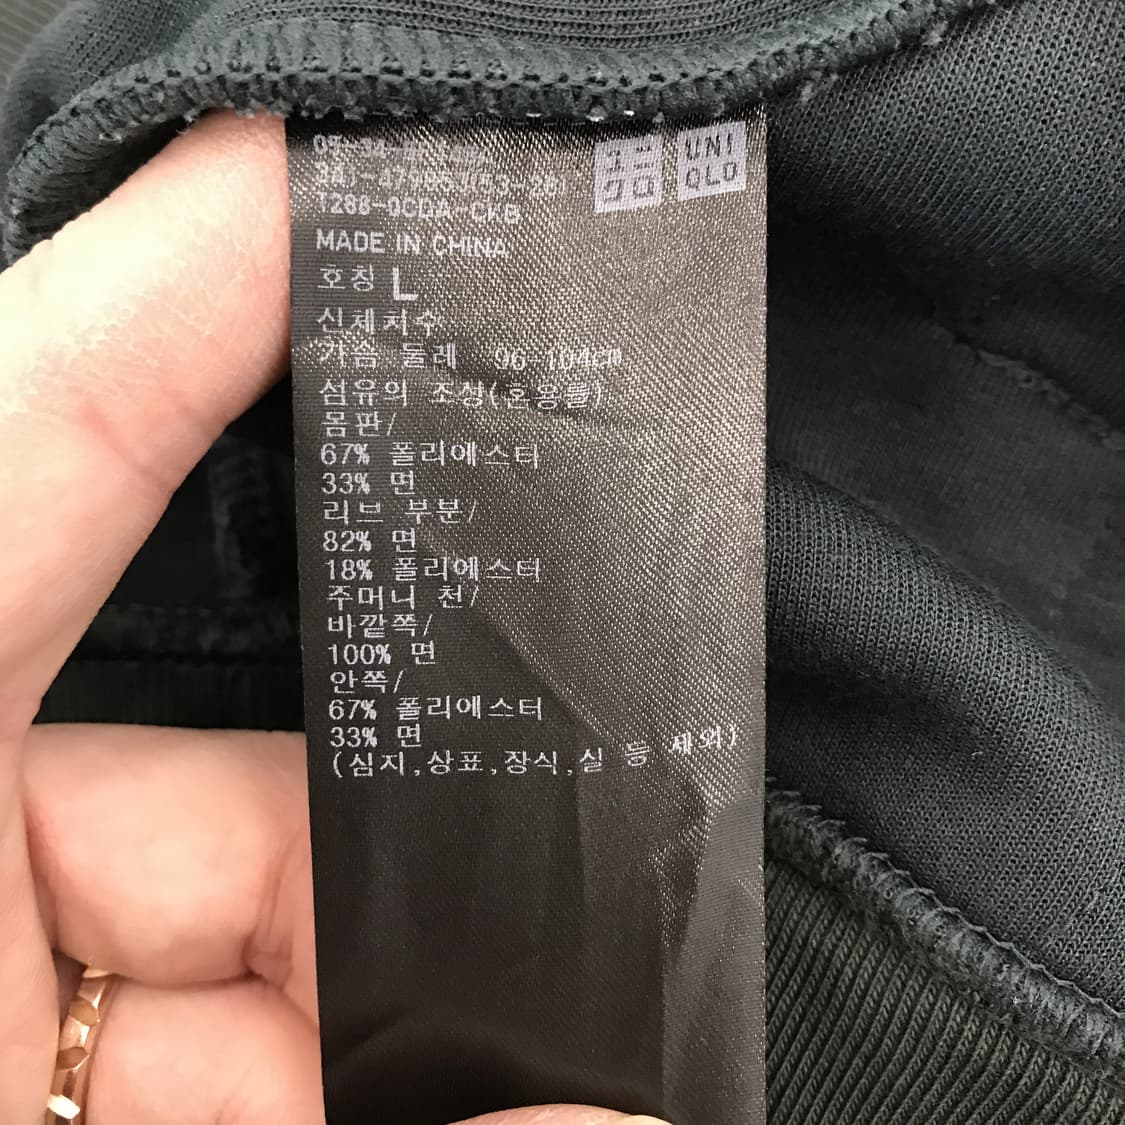 UNI
QLO
MADE IN CHINA
호칭 L
신체치수
가슴 둘레 96-104cm
섬유의 조성(혼용률)
몸판/
67% 폴리에스터
33% 면
리브 부분/
82% 면
18% 폴리에스터
주머니 천/
바깥쪽/
100% 면
안쪽/
67% 폴리에스터
33% 면
(심지,상표,장식,실 등 제외)